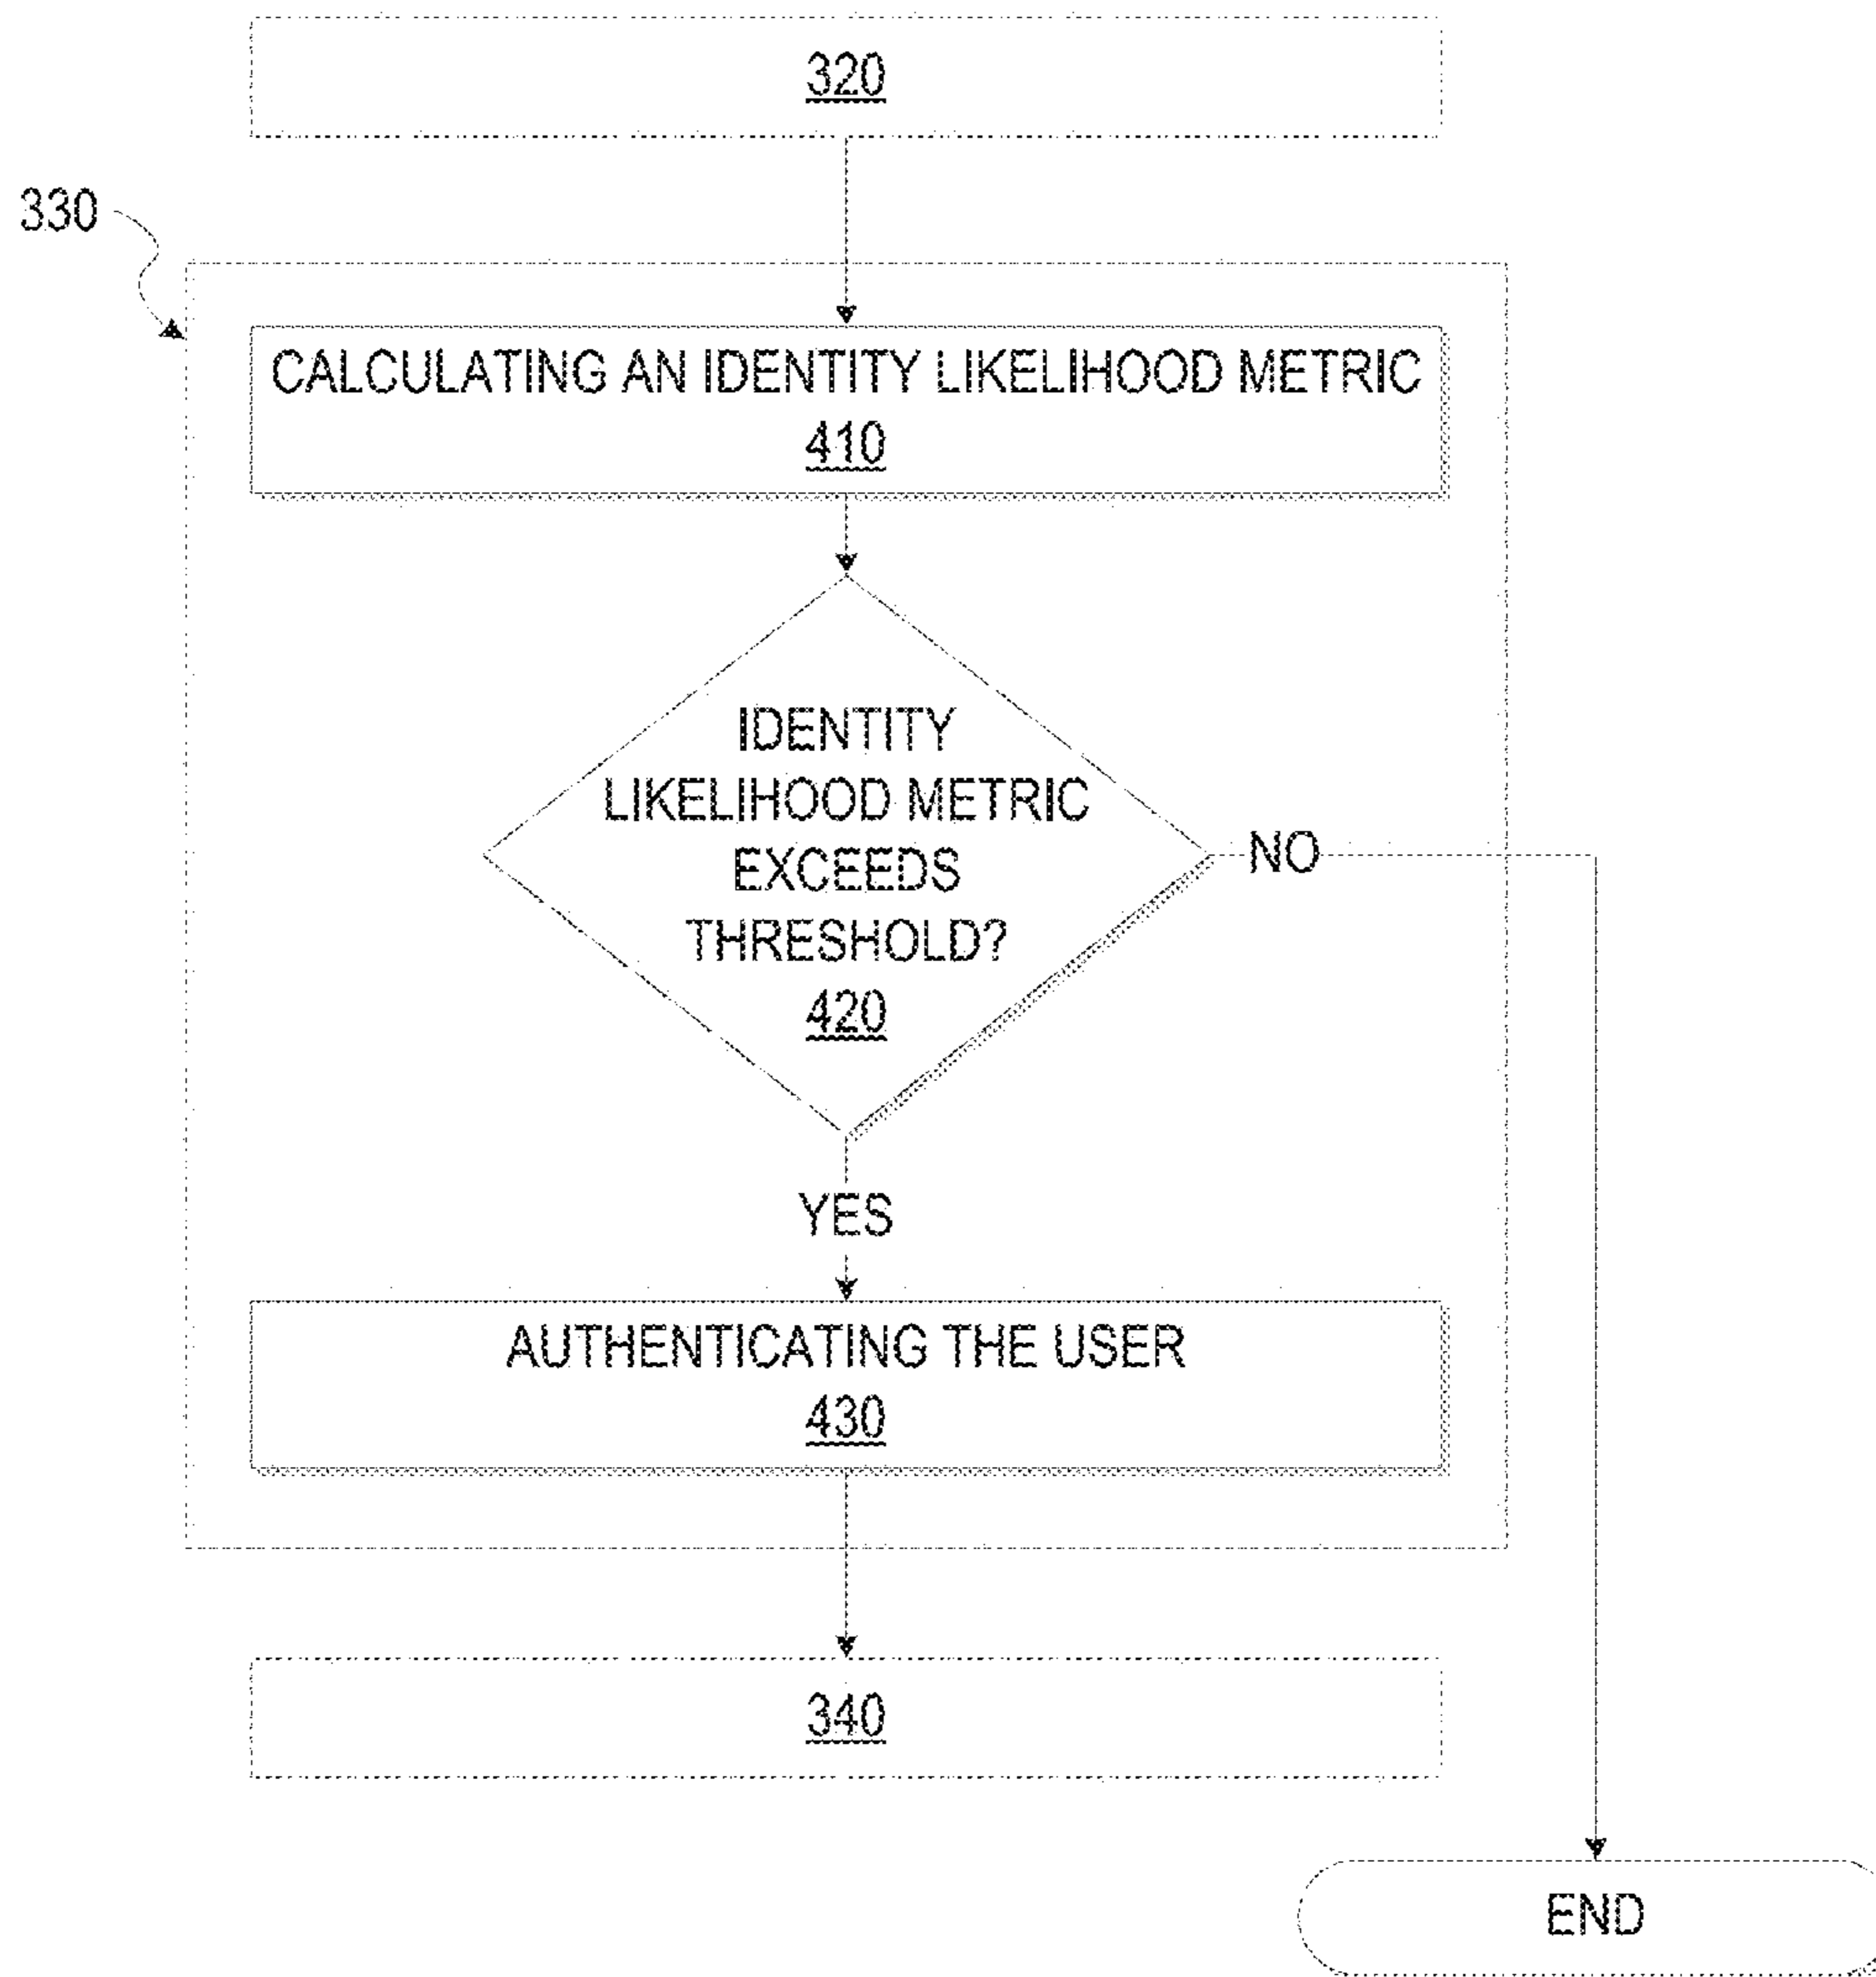 320
330
CALCULATING AN IDENTITY LIKELIHOOD METRIC
410
IDENTITY
LIKELIHOOD METRIC
EXCEEDS
THRESHOLD?
420
NO
YES
AUTHENTICATING THE USER
430
340
END